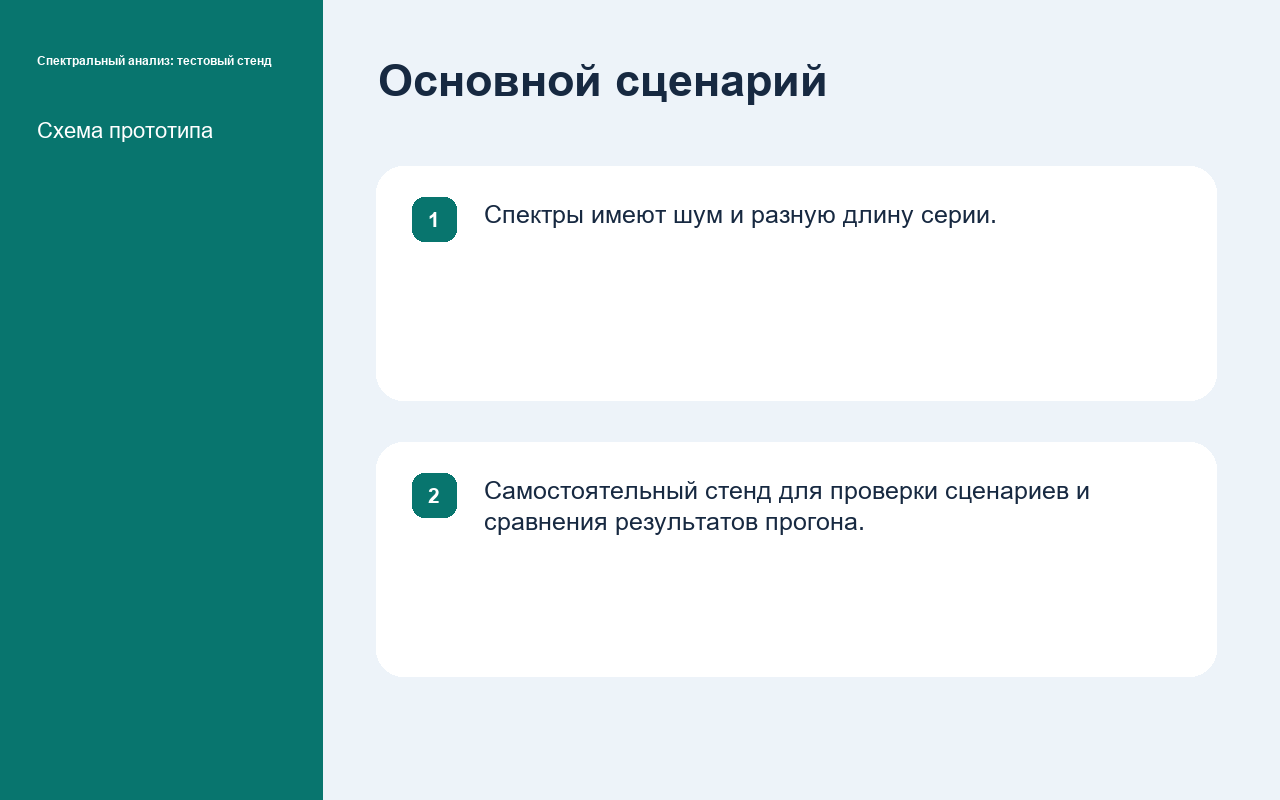 Спектральный анализ: тестовый стенд
Схема прототипа
Основной сценарий
1
Спектры имеют шум и разную длину серии.
2
Самостоятельный стенд для проверки сценариев и
сравнения результатов прогона.